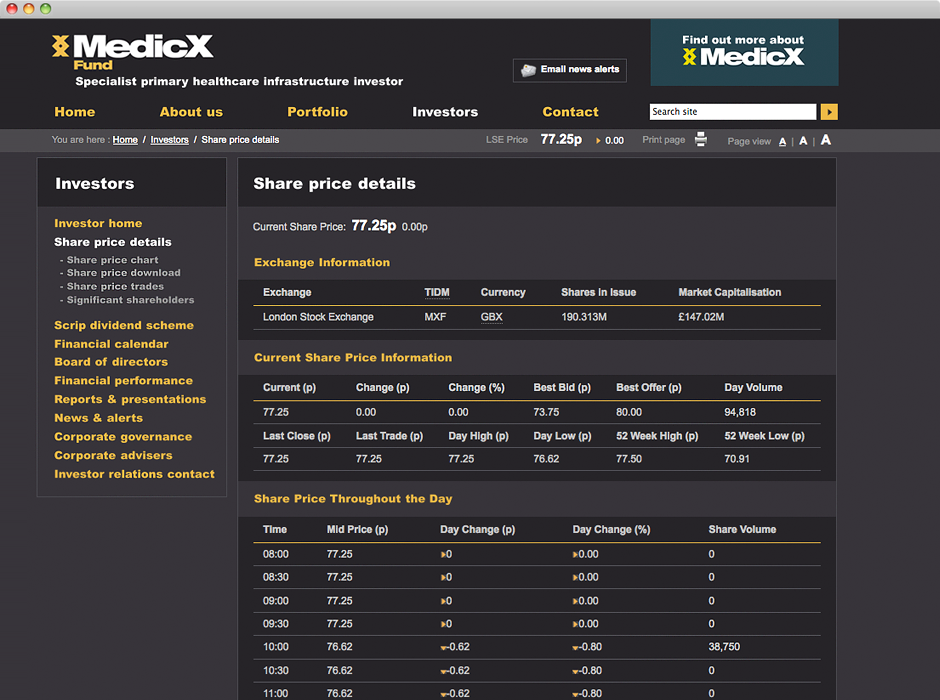 MedicX
Fund
Specialist primary healthcare infrastructure investor
Email news alerts
Find out more about
MedicX
Home About us Portfolio Investors Contact
Search site
You are here : Home / Investors / Share price details
LSE Price 77.25p 0.00 Print page Page view A | A | A
Investors
Investor home
Share price details
- Share price chart
- Share price download
- Share price trades
- Significant shareholders
Scrip dividend scheme
Financial calendar
Board of directors
Financial performance
Reports & presentations
News & alerts
Corporate governance
Corporate advisers
Investor relations contact
Share price details
Current Share Price: 77.25p 0.00p
Exchange Information
Exchange TIDM Currency Shares in Issue Market Capitalisation
London Stock Exchange MXF GBX 190.313M £147.02M
Current Share Price Information
Current (p) Change (p) Change (%) Best Bid (p) Best Offer (p) Day Volume
77.25 0.00 0.00 73.75 80.00 94,818
Last Close (p) Last Trade (p) Day High (p) Day Low (p) 52 Week High (p) 52 Week Low (p)
77.25 77.25 77.25 76.62 77.50 70.91
Share Price Throughout the Day
Time Mid Price (p) Day Change (p) Day Change (%) Share Volume
08:00 77.25 0 0.00 0
08:30 77.25 0 0.00 0
09:00 77.25 0 0.00 0
09:30 77.25 0 0.00 0
10:00 76.62 -0.62 -0.80 38,750
10:30 76.62 -0.62 -0.80 0
11:00 76.62 -0.62 -0.80 0